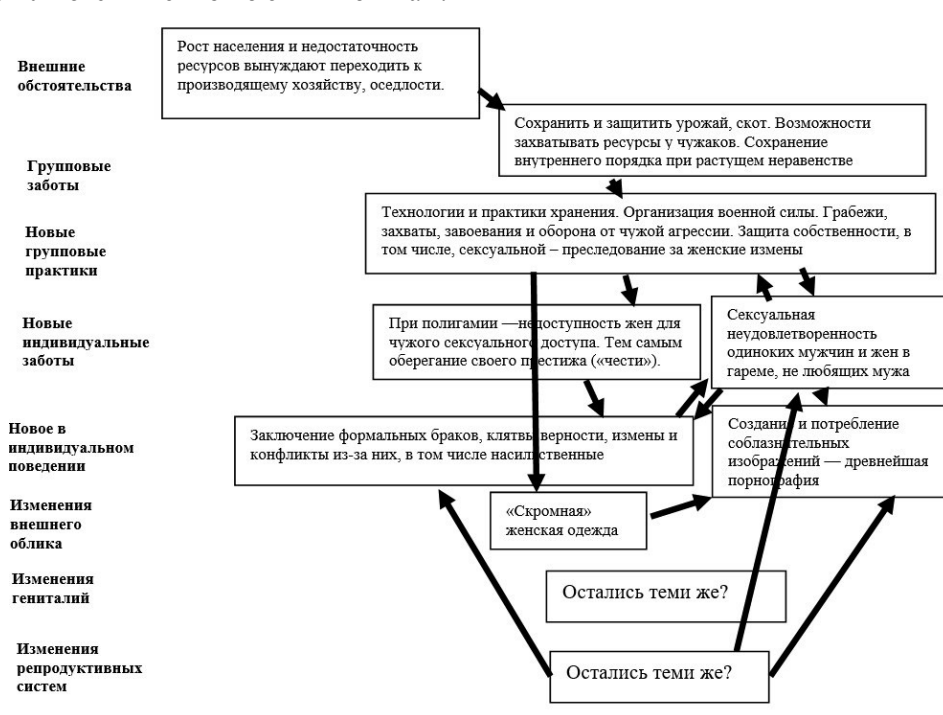 Внешние
обстоятельства
Рост населения и недостаточность
ресурсов вынуждают переходить к
производящему хозяйству, оседлости.
Сохранить и защитить урожай, скот. Возможности
захватывать ресурсы у чужаков. Сохранение
внутреннего порядка при растущем неравенстве
Групповые
заботы
Новые
групповые
практики
Технологии и практики хранения. Организация военной силы. Грабежи,
захваты, завоевания и оборона от чужой агрессии. Защита собственности, в
том числе, сексуальной – преследование за женские измены
Новые
индивидуальные
заботы
При полигамии —недоступность жен для
чужого сексуального доступа. Тем самым
оберегание своего престижа («чести»).
Сексуальная
неудовлетворенность
одиноких мужчин и жен в
гареме, не любящих мужа
Новое в
индивидуальном
поведении
Заключение формальных браков, клятвы верности, измены и
конфликты из-за них, в том числе насильственные
Создание и потребление
соблазнительных
изображений — древнейшая
порнография
Изменения
внешнего
облика
«Скромная»
женская одежда
Изменения
гениталий
Остались теми же?
Изменения
репродуктивных
систем
Остались теми же?